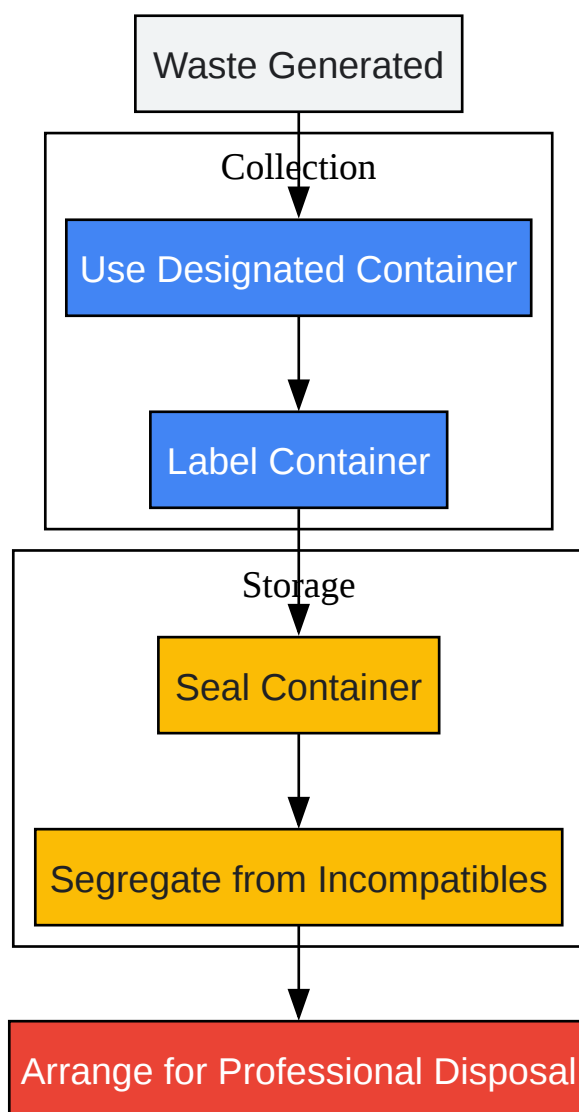 Waste Generated
Collection
Use Designated Container
Label Container
Storage
Seal Container
Segregate from Incompatibles
Arrange for Professional Disposal